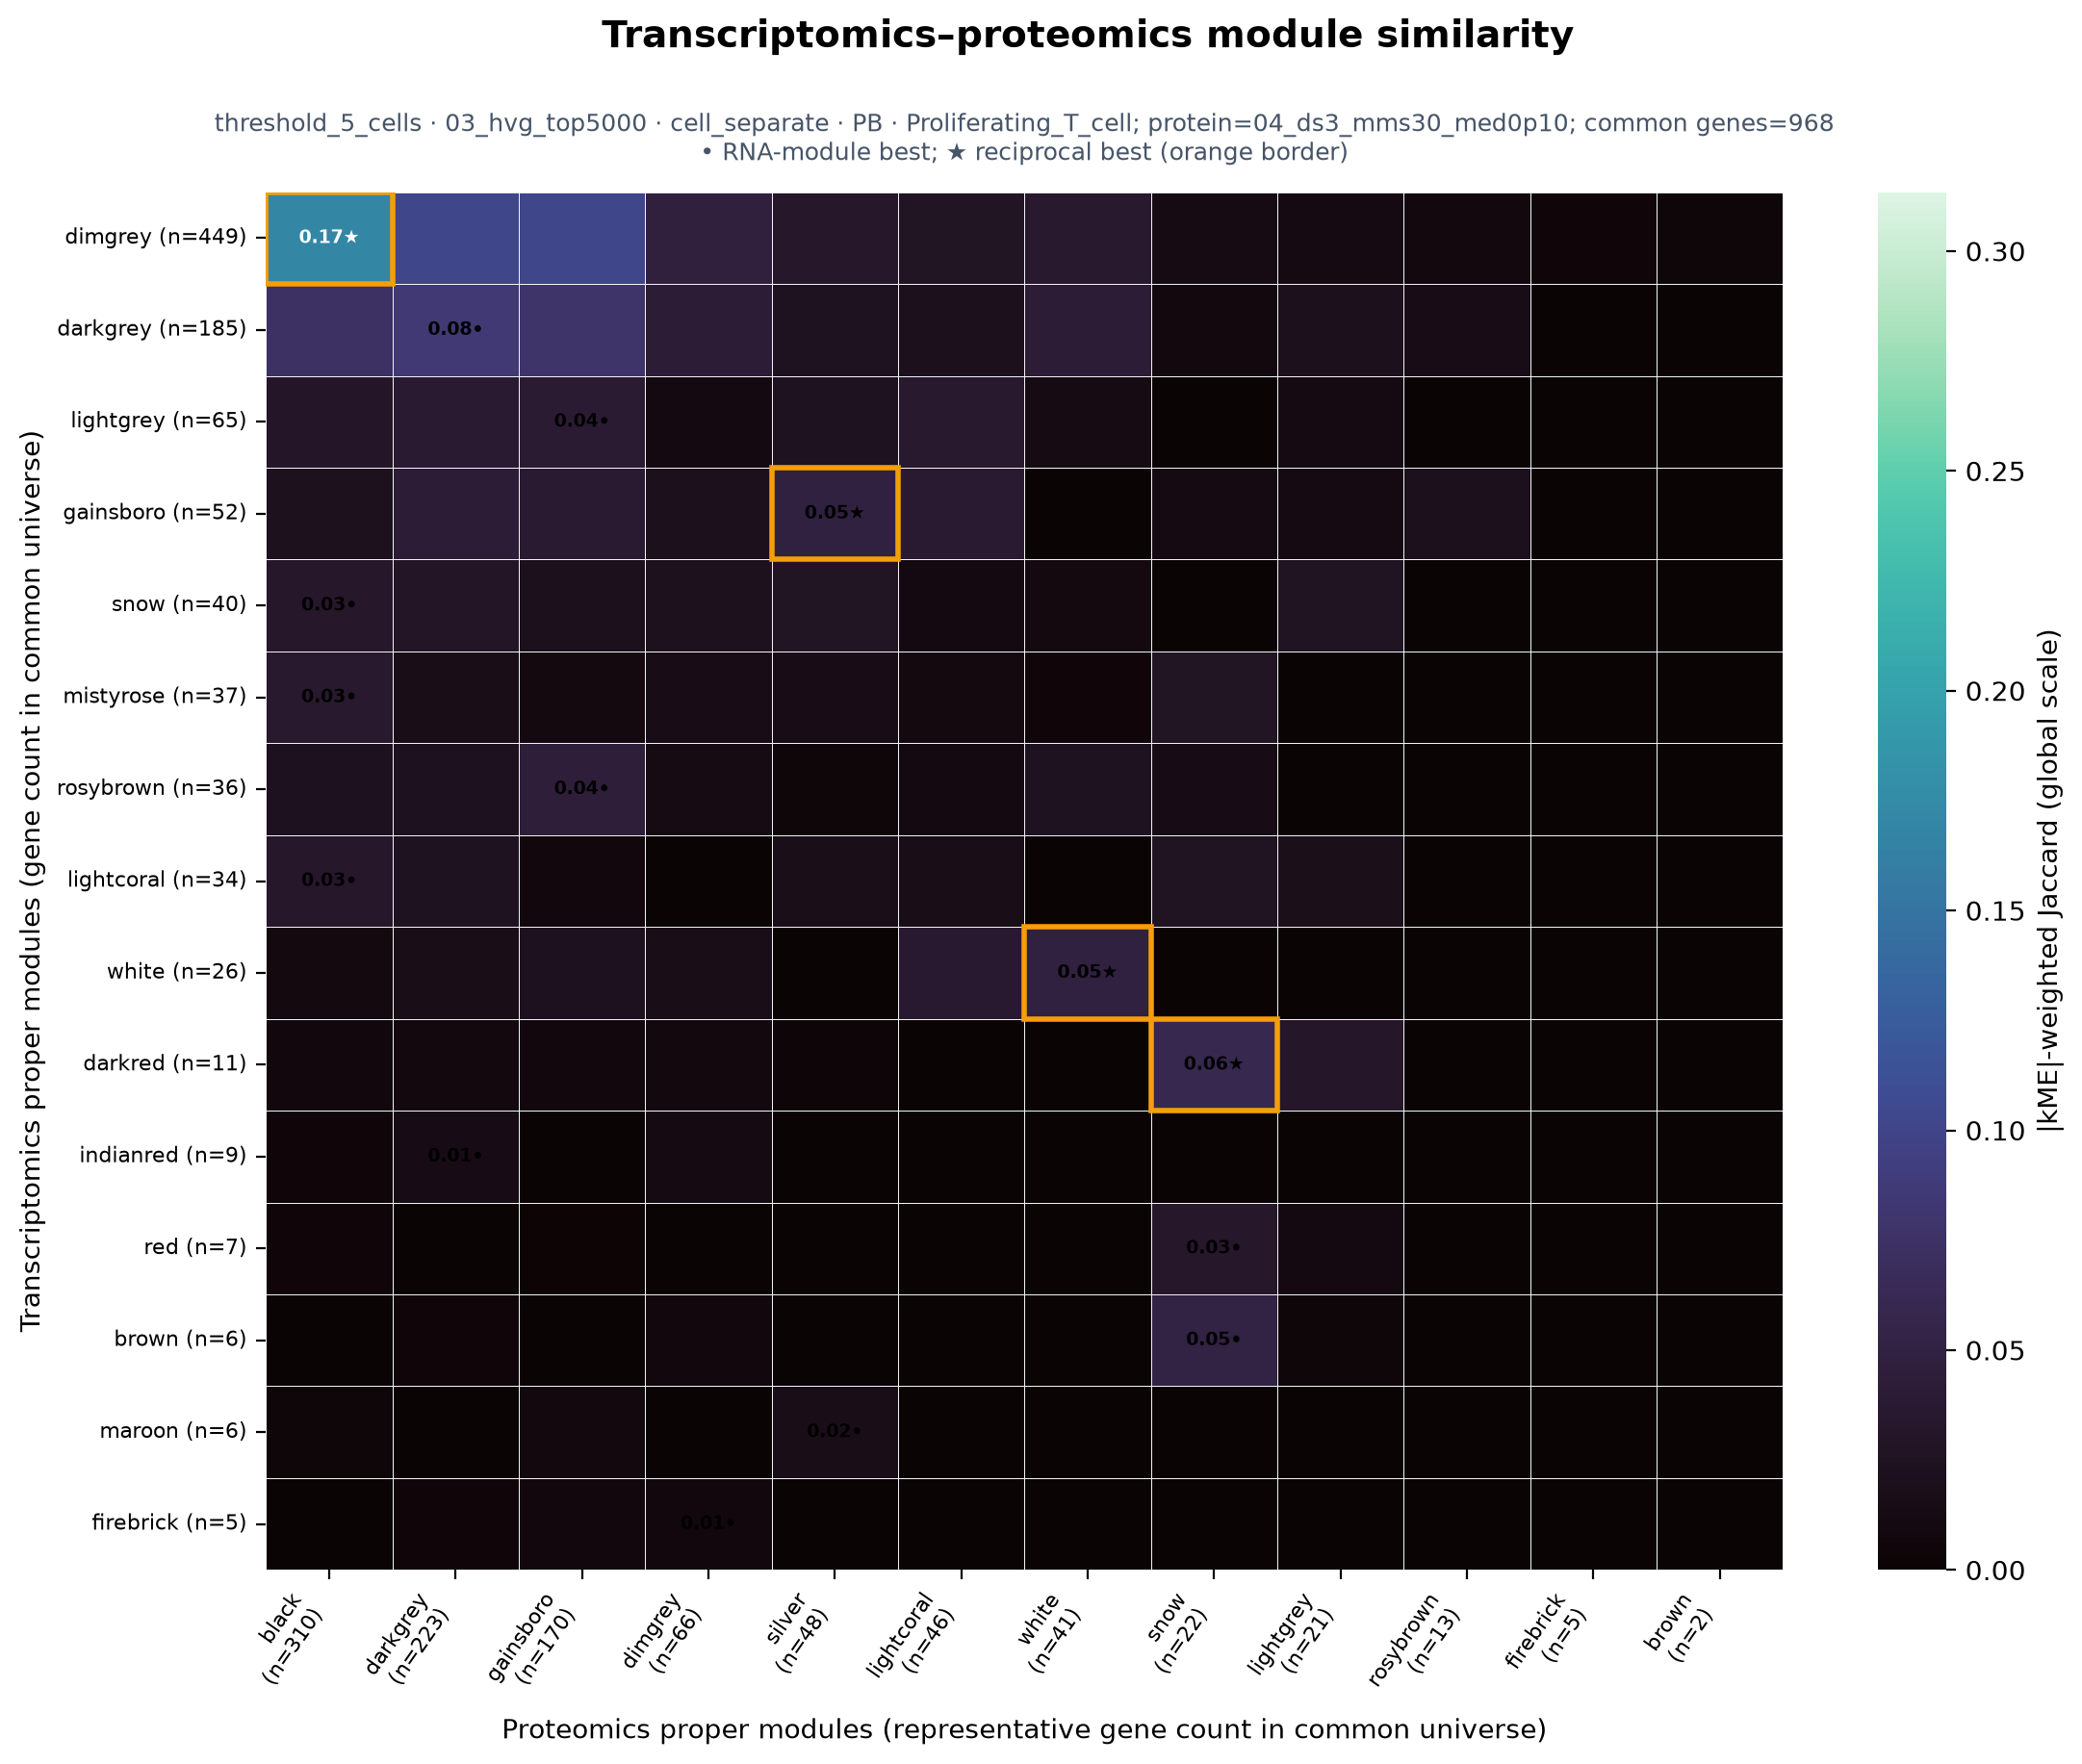 Transcriptomics–proteomics module similarity
threshold_5_cells · 03_hvg_top5000 · cell_separate · PB · Proliferating_T_cell; protein=04_ds3_mms30_med0p10; common genes=968
• RNA-module best; ★ reciprocal best (orange border)
Transcriptomics proper modules (gene count in common universe)
dimgrey (n=449)
0.17★
darkgrey (n=185)
0.08•
lightgrey (n=65)
0.04•
gainsboro (n=52)
0.05★
snow (n=40)
0.03•
mistyrose (n=37)
0.03•
rosybrown (n=36)
0.04•
lightcoral (n=34)
0.03•
white (n=26)
0.05★
darkred (n=11)
0.06★
indianred (n=9)
0.01•
red (n=7)
0.03•
brown (n=6)
0.05•
maroon (n=6)
0.02•
firebrick (n=5)
0.01•
black
(n=310)
darkgrey
(n=223)
gainsboro
(n=170)
dimgrey
(n=66)
silver
(n=48)
lightcoral
(n=46)
white
(n=41)
snow
(n=22)
lightgrey
(n=21)
rosybrown
(n=13)
firebrick
(n=5)
brown
(n=2)
Proteomics proper modules (representative gene count in common universe)
0.30
0.25
0.20
0.15
0.10
0.05
0.00
|kME|-weighted Jaccard (global scale)